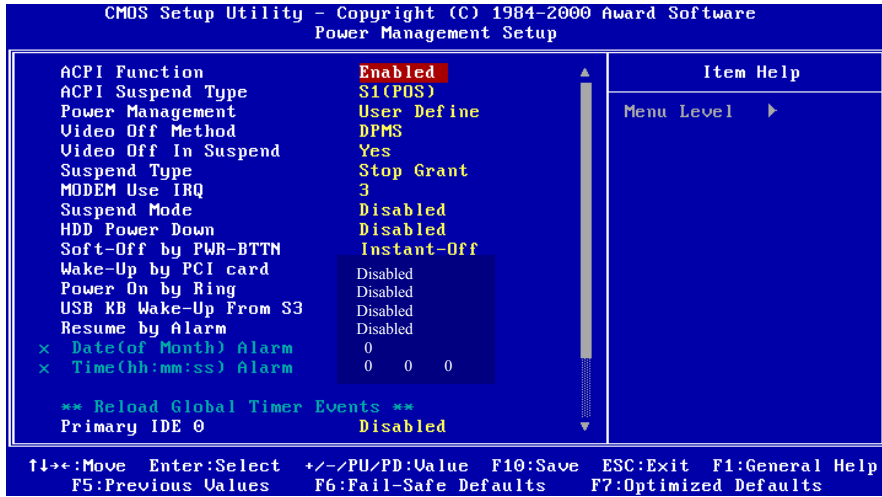 CMOS Setup Utility – Copyright (C) 1984-2000 Award Software
Power Management Setup
ACPI Function Enabled
ACPI Suspend Type S1(POS)
Power Management User Define
Video Off Method DPMS
Video Off In Suspend Yes
Suspend Type Stop Grant
MODEM Use IRQ 3
Suspend Mode Disabled
HDD Power Down Disabled
Soft-Off by PWR-BTTN Instant-Off
Wake-Up by PCI card Disabled
Power On by Ring Disabled
USB KB Wake-Up From S3 Disabled
Resume by Alarm Disabled
x Date(of Month) Alarm 0
x Time(hh:mm:ss) Alarm 0 0 0
** Reload Global Timer Events **
Primary IDE 0 Disabled
Item Help
Menu Level ▶
↑↓→←:Move Enter:Select +/-/PU/PD:Value F10:Save ESC:Exit F1:General Help
F5:Previous Values F6:Fail-Safe Defaults F7:Optimized Defaults